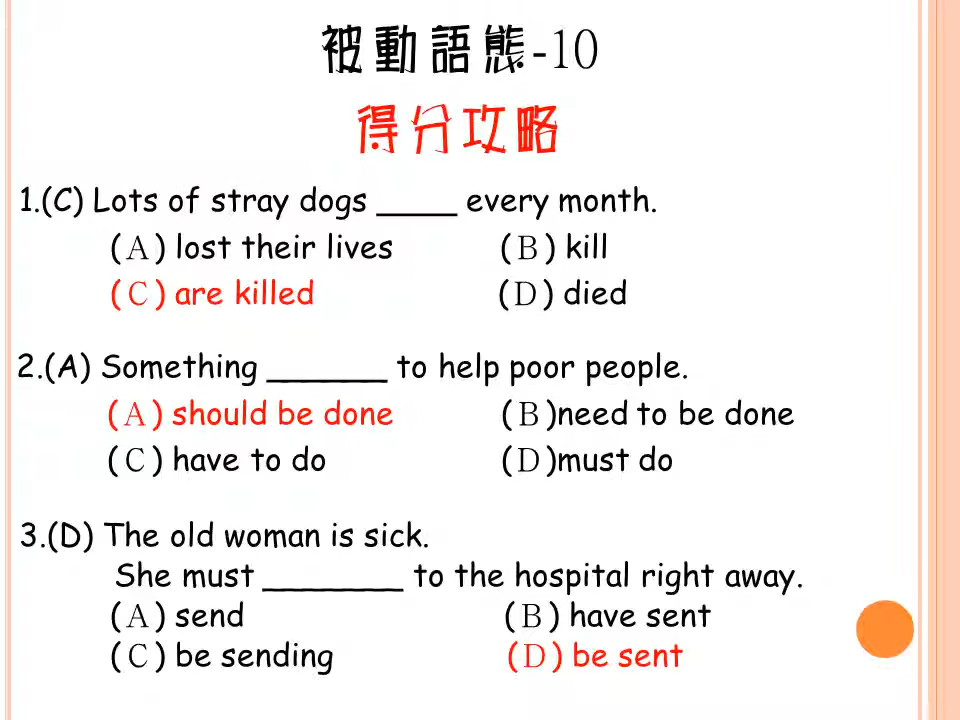 被動語態-10
得分攻略
1.(C) Lots of stray dogs ____ every month.
(A) lost their lives (B) kill
(C) are killed (D) died
2.(A) Something ______ to help poor people.
(A) should be done (B)need to be done
(C) have to do (D)must do
3.(D) The old woman is sick.
She must _______ to the hospital right away.
(A) send (B) have sent
(C) be sending (D) be sent